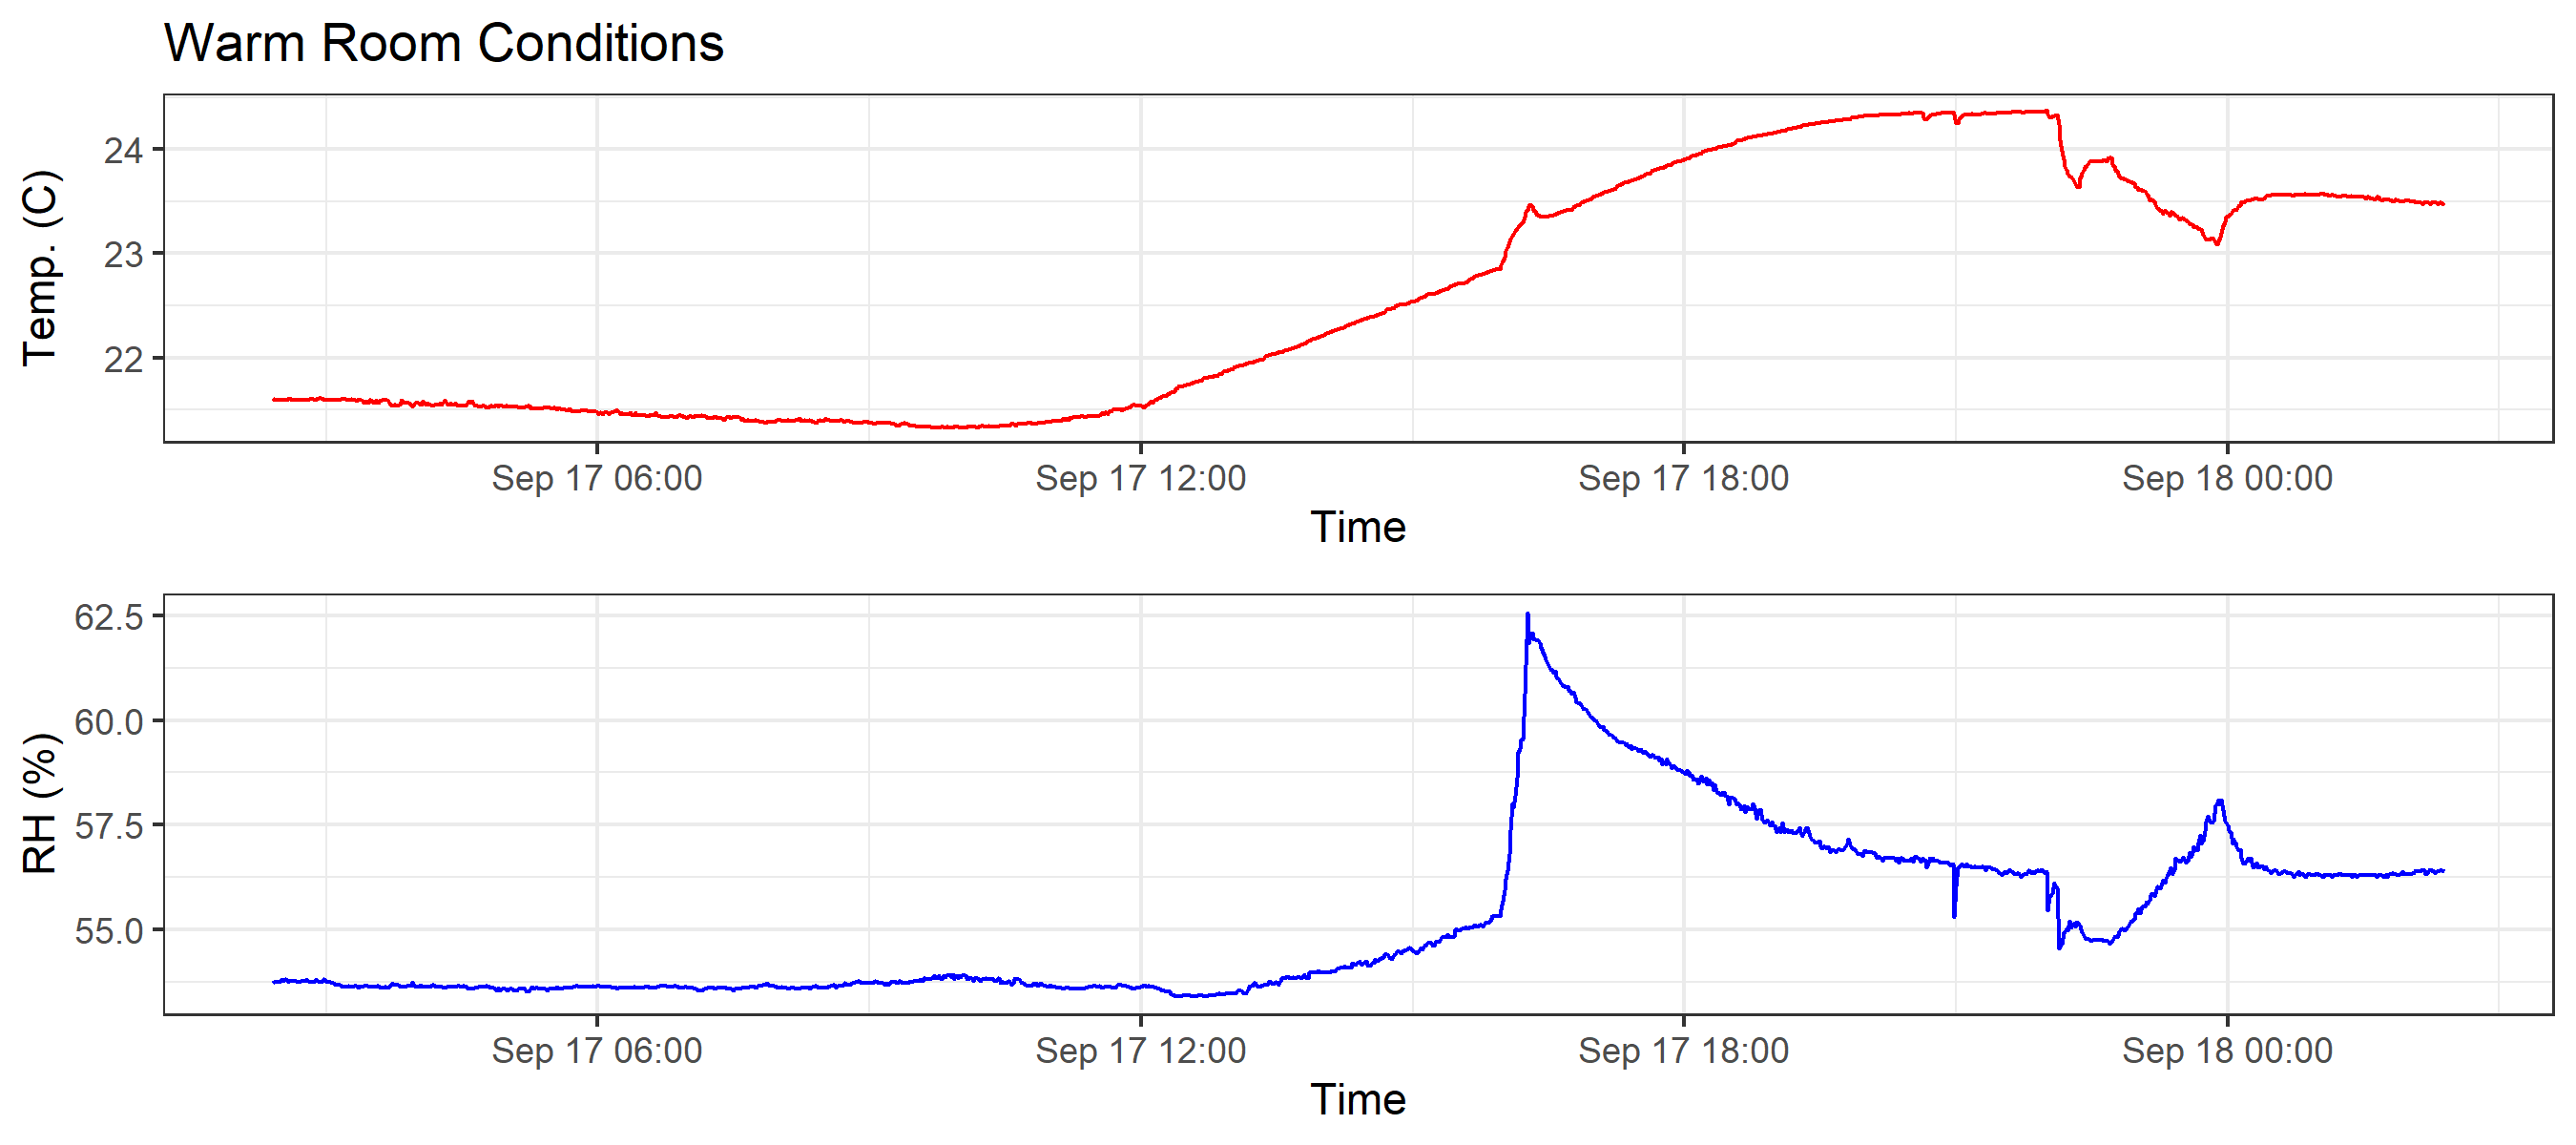 Warm Room Conditions
Temp. (C)
24
23
22
Sep 17 06:00 Sep 17 12:00 Sep 17 18:00 Sep 18 00:00
Time
RH (%)
62.5
60.0
57.5
55.0
Sep 17 06:00 Sep 17 12:00 Sep 17 18:00 Sep 18 00:00
Time